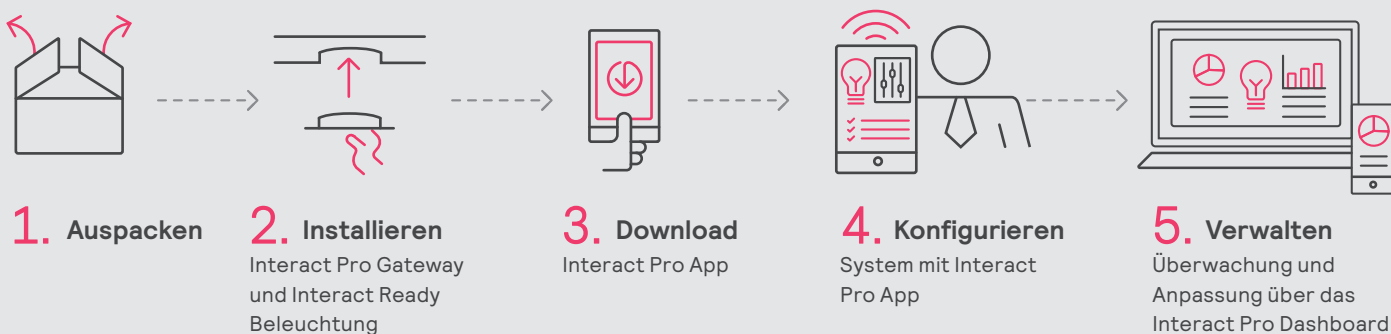 1. Auspacken
2. Installieren
Interact Pro Gateway
und Interact Ready
Beleuchtung
3. Download
Interact Pro App
4. Konfigurieren
System mit Interact
Pro App
5. Verwalten
Überwachung und
Anpassung über das
Interact Pro Dashboard